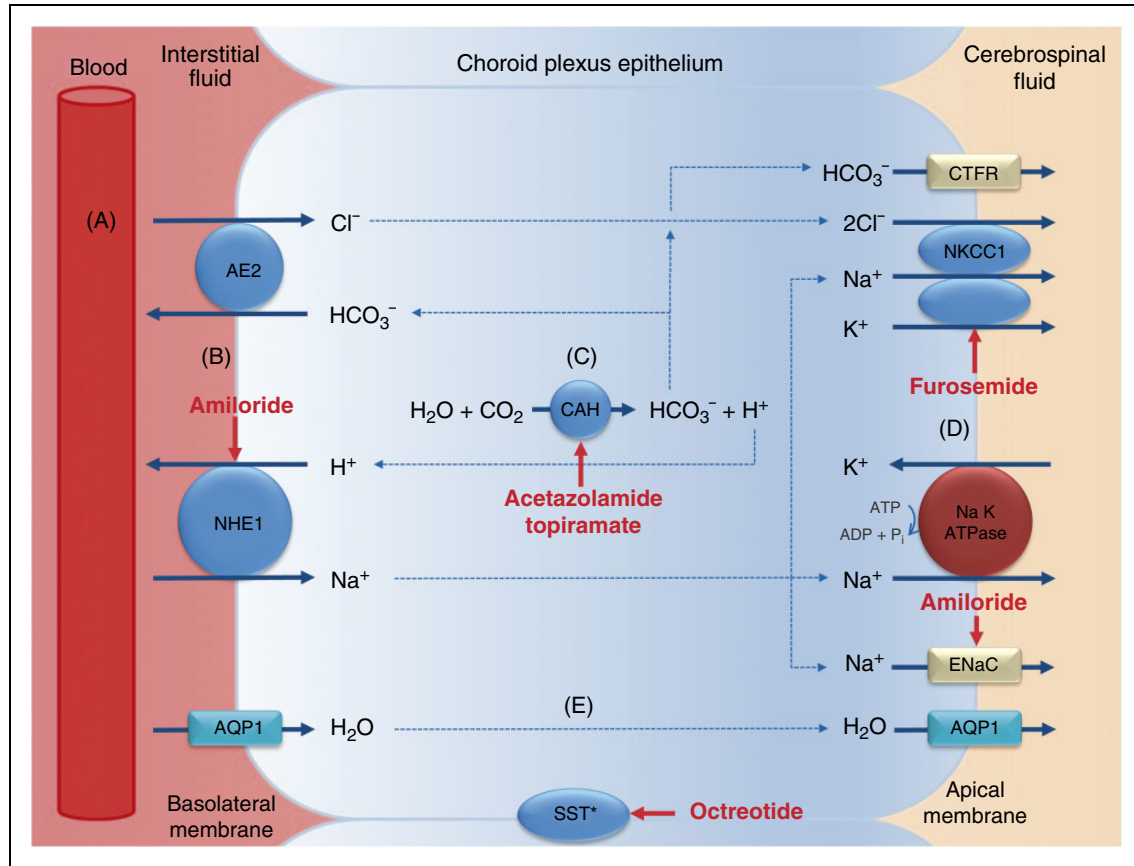 Blood
Interstitial
fluid
Choroid plexus epithelium
Cerebrospinal
fluid
HCO₃⁻
CTFR
(A)
Cl⁻
2Cl⁻
AE2
NKCC1
Na⁺
HCO₃⁻
K⁺
(B)
(C)
Amiloride
H₂O + CO₂
CAH
HCO₃⁻ + H⁺
Furosemide
(D)
H⁺
K⁺
Acetazolamide
topiramate
NHE1
ATP
ADP + Pᵢ
Na K
ATPase
Na⁺
Na⁺
Amiloride
Na⁺
ENaC
(E)
AQP1
H₂O
H₂O
AQP1
Basolateral
membrane
SST*
Octreotide
Apical
membrane